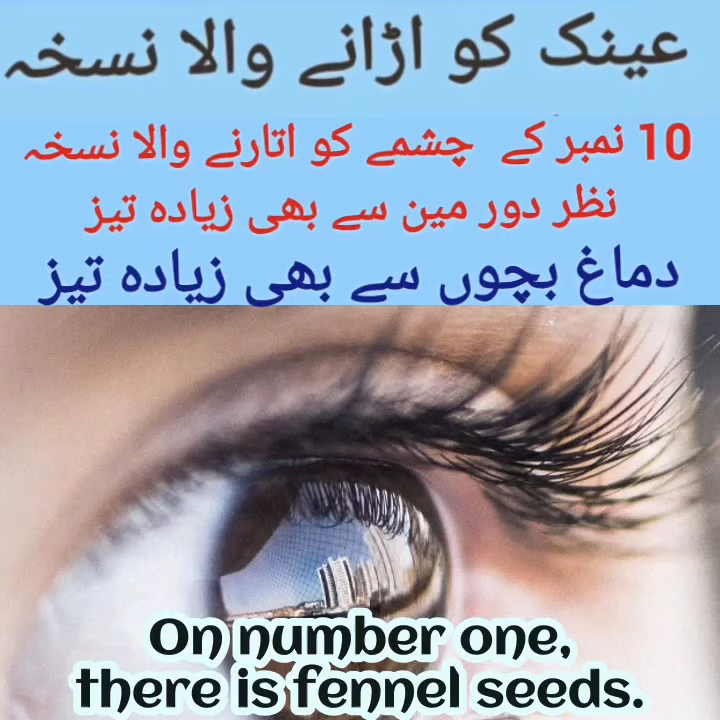 عینک کو اڑانے والا نسخہ
10 نمبر کے چشمے کو اتارنے والا نسخہ
نظر دور مین سے بھی زیادہ تیز
دماغ بچوں سے بھی زیادہ تیز
On number one,
there is fennel seeds.